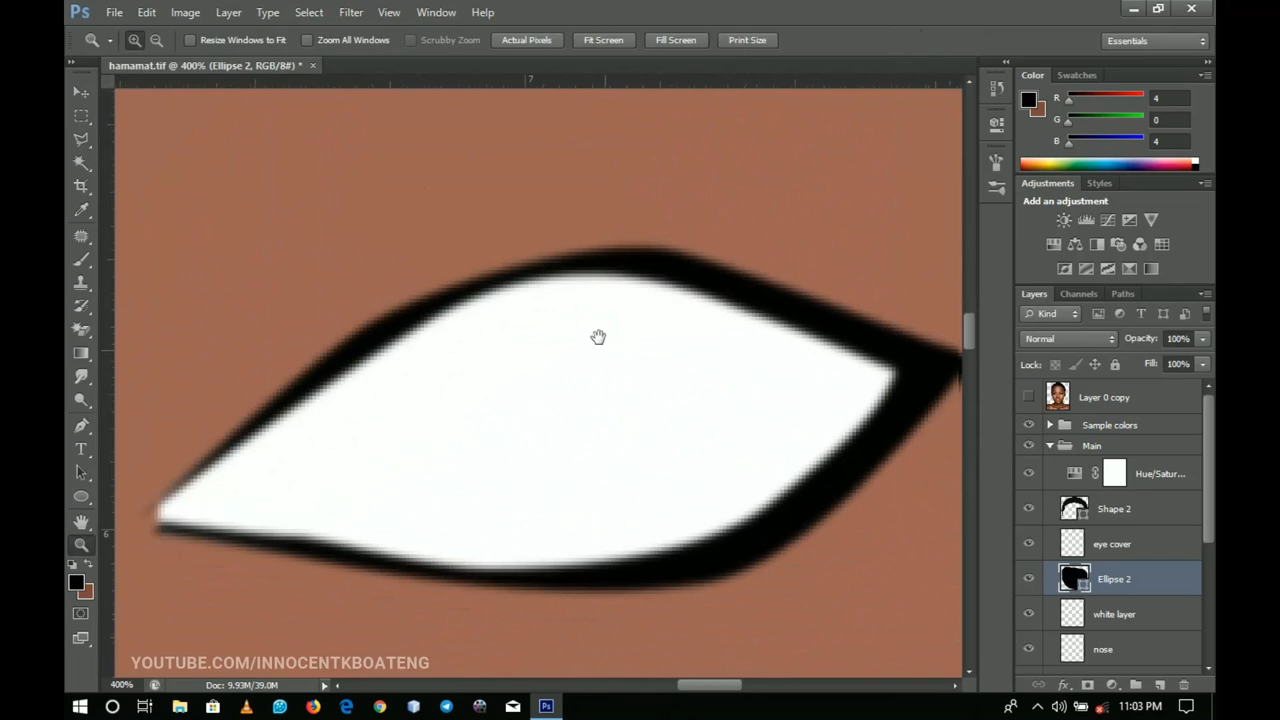 Ps File Edit Image Layer Type Select Filter View Window Help
Resize Windows to Fit Zoom All Windows Scrubby Zoom Actual Pixels Fit Screen Fill Screen Print Size Essentials
hamamat.tif @ 400% (Ellipse 2, RGB/8#) * ×
7
6
Color Swatches
R 4
G 0
B 4
Adjustments Styles
Add an adjustment
Layers Channels Paths
Kind
Normal Opacity: 100%
Lock: Fill: 100%
Layer 0 copy
Sample colors
Main
Hue/Satur...
Shape 2
eye cover
Ellipse 2
white layer
nose
fx
YOUTUBE.COM/INNOCENTKBOATENG
400% Doc: 9.93M/39.0M
Ps 11:03 PM